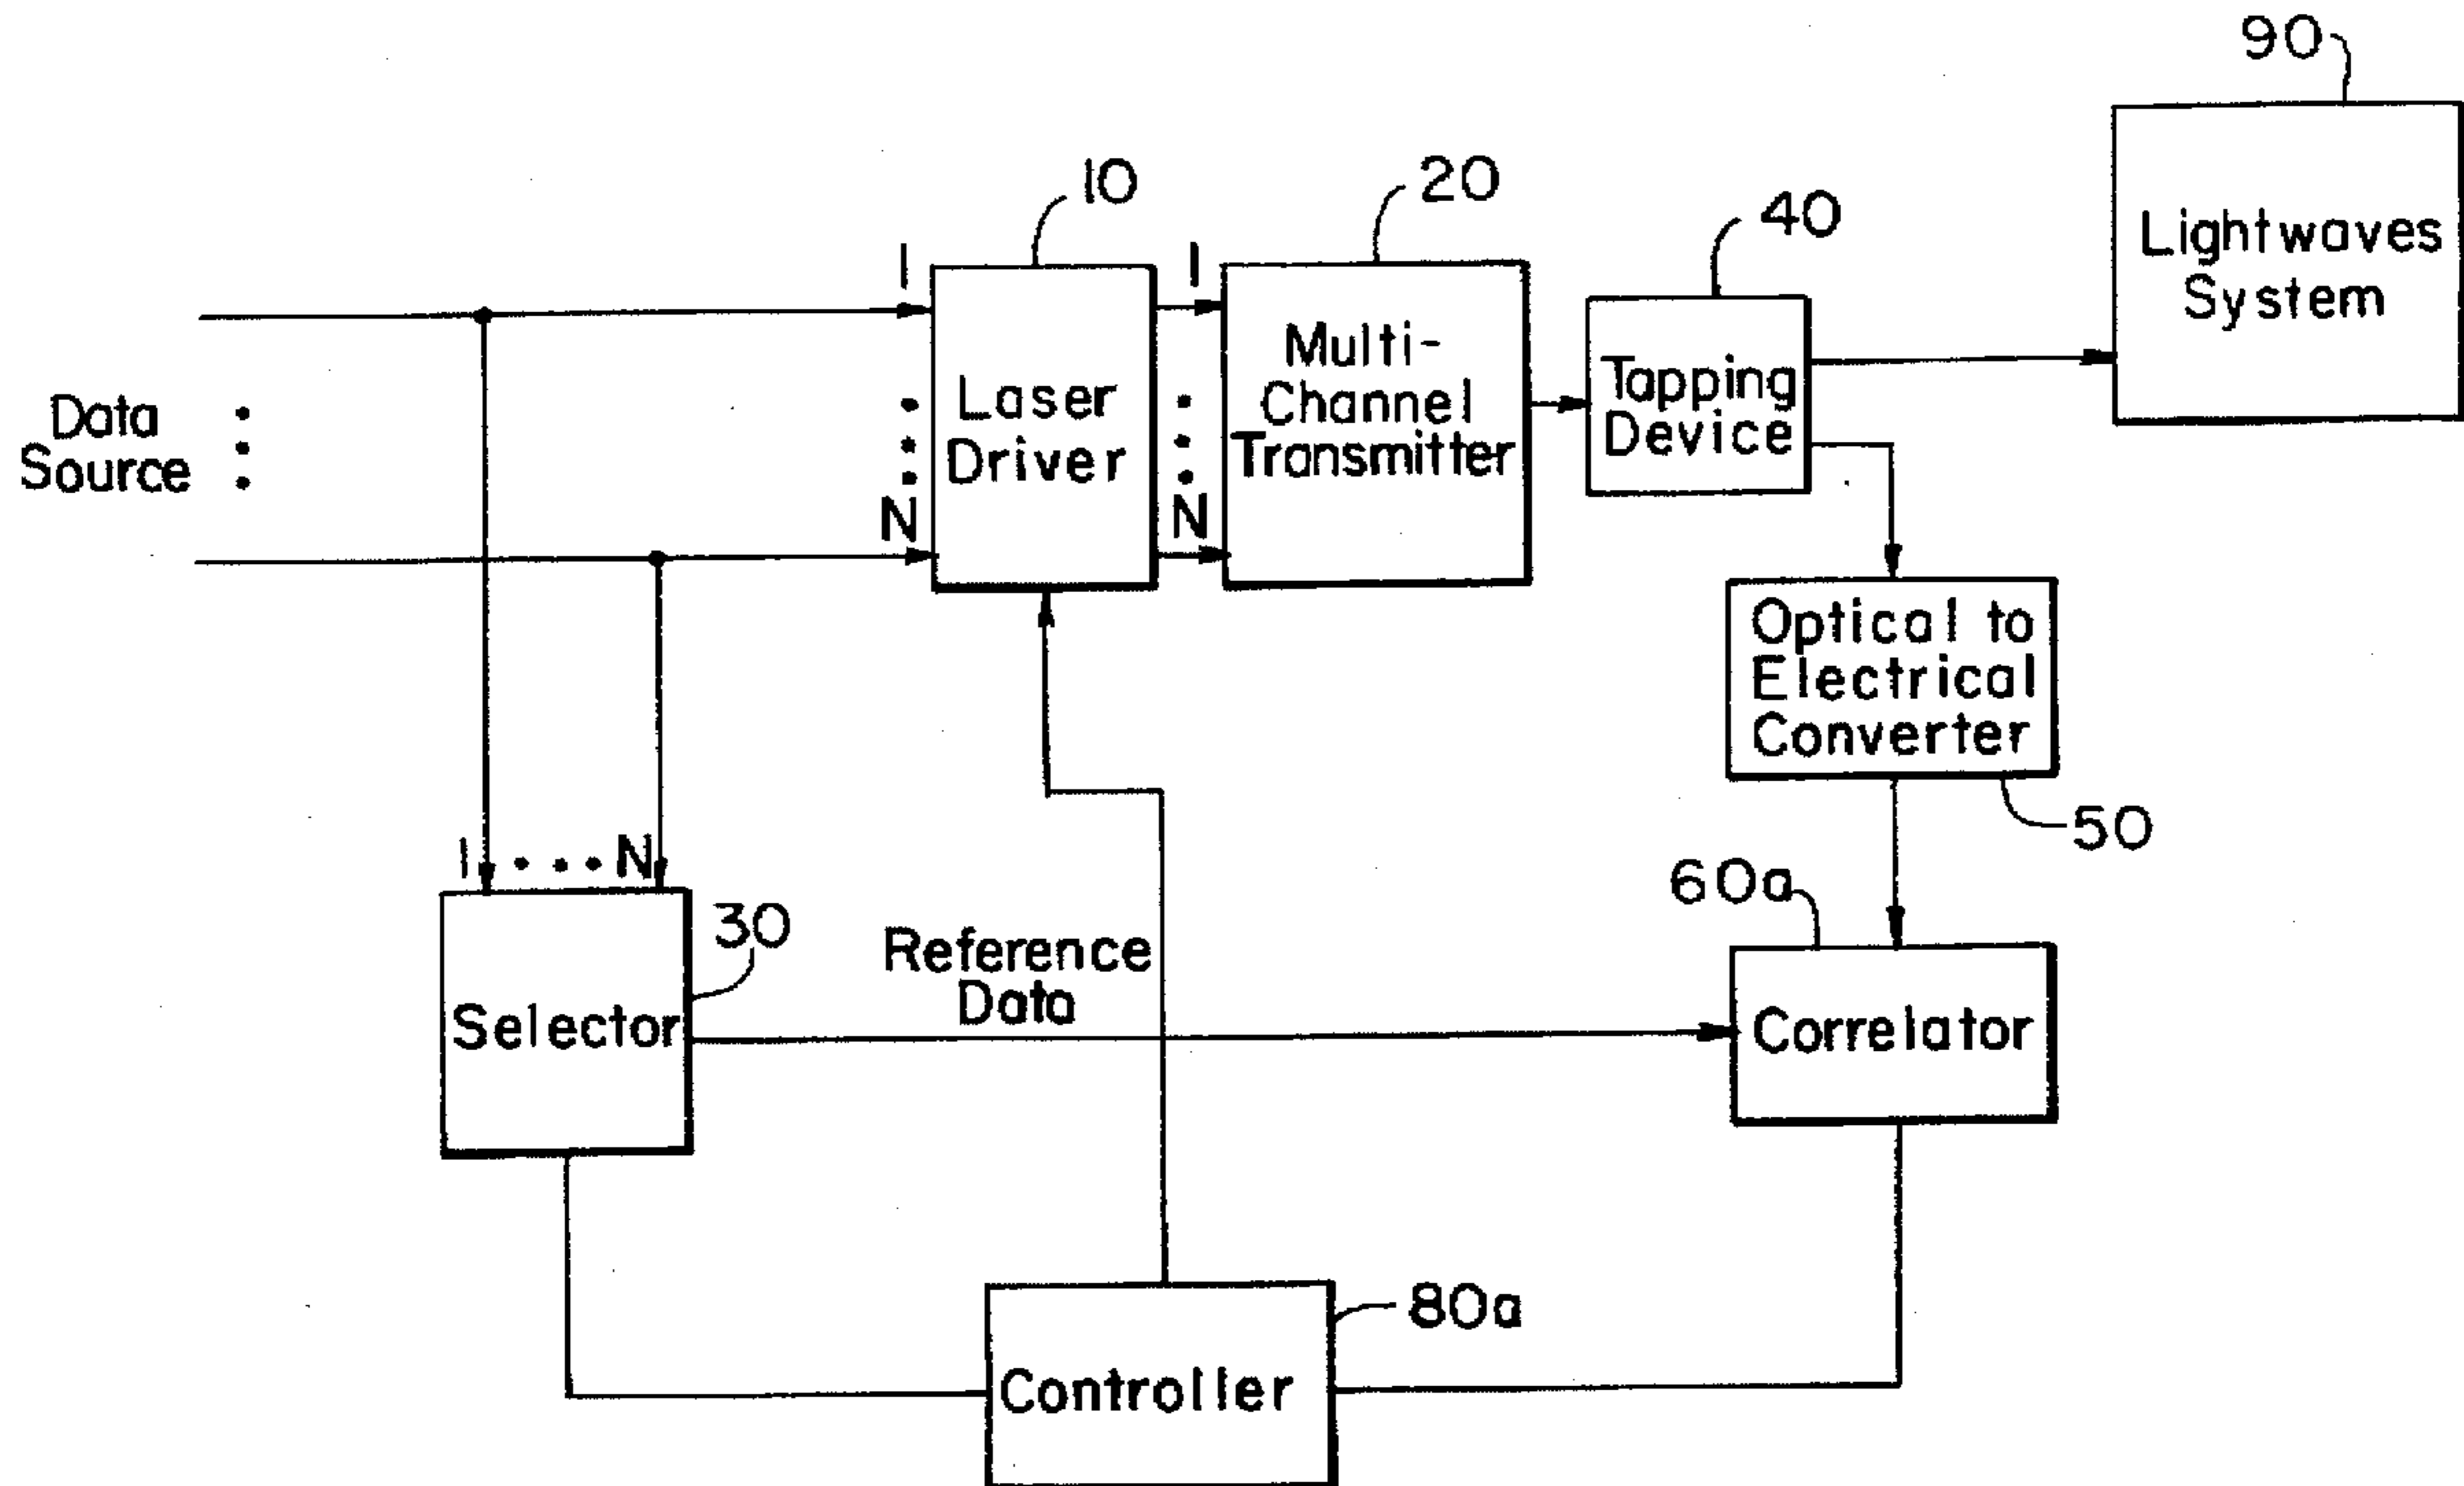 90
Lightwaves
System
10
20
40
1
1
Laser
Driver
Multi-
Channel
Transmitter
Tapping
Device
Data
Source
N
N
Optical to
Electrical
Converter
50
1
N
60a
30
Reference
Data
Selector
Correlator
80a
Controller